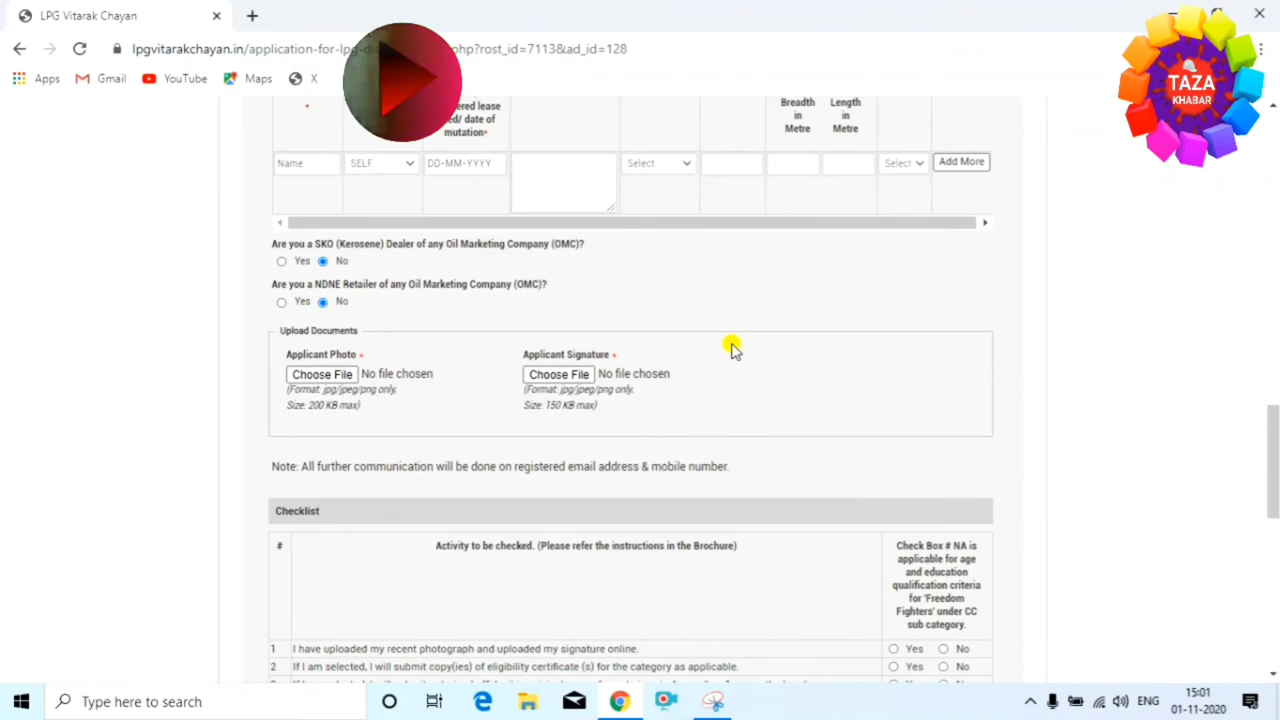 LPG Vitarak Chayan
lpgvitarakchayan.in/application-for-lpg-di php?rost_id=7113&ad_id=128
Apps Gmail YouTube Maps X
TAZA
KHABAR
ered lease
ed/ date of
mutation*
Breadth
in
Metre
Length
in
Metre
*
Name SELF DD-MM-YYYY Select Select Add More
Are you a SKO (Kerosene) Dealer of any Oil Marketing Company (OMC)?
Yes No
Are you a NDNE Retailer of any Oil Marketing Company (OMC)?
Yes No
Upload Documents
Applicant Photo * Applicant Signature *
Choose File No file chosen Choose File No file chosen
(Format: jpg/jpeg/png only, (Format: jpg/jpeg/png only,
Size: 200 KB max) Size: 150 KB max)
Note: All further communication will be done on registered email address & mobile number.
Checklist
# Activity to be checked. (Please refer the instructions in the Brochure)
Check Box # NA is
applicable for age
and education
qualification criteria
for 'Freedom
Fighters' under CC
sub category.
1 I have uploaded my recent photograph and uploaded my signature online. Yes No
2 If I am selected, I will submit copy(ies) of eligibility certificate (s) for the category as applicable. Yes No
Type here to search
ENG
15:01
01-11-2020